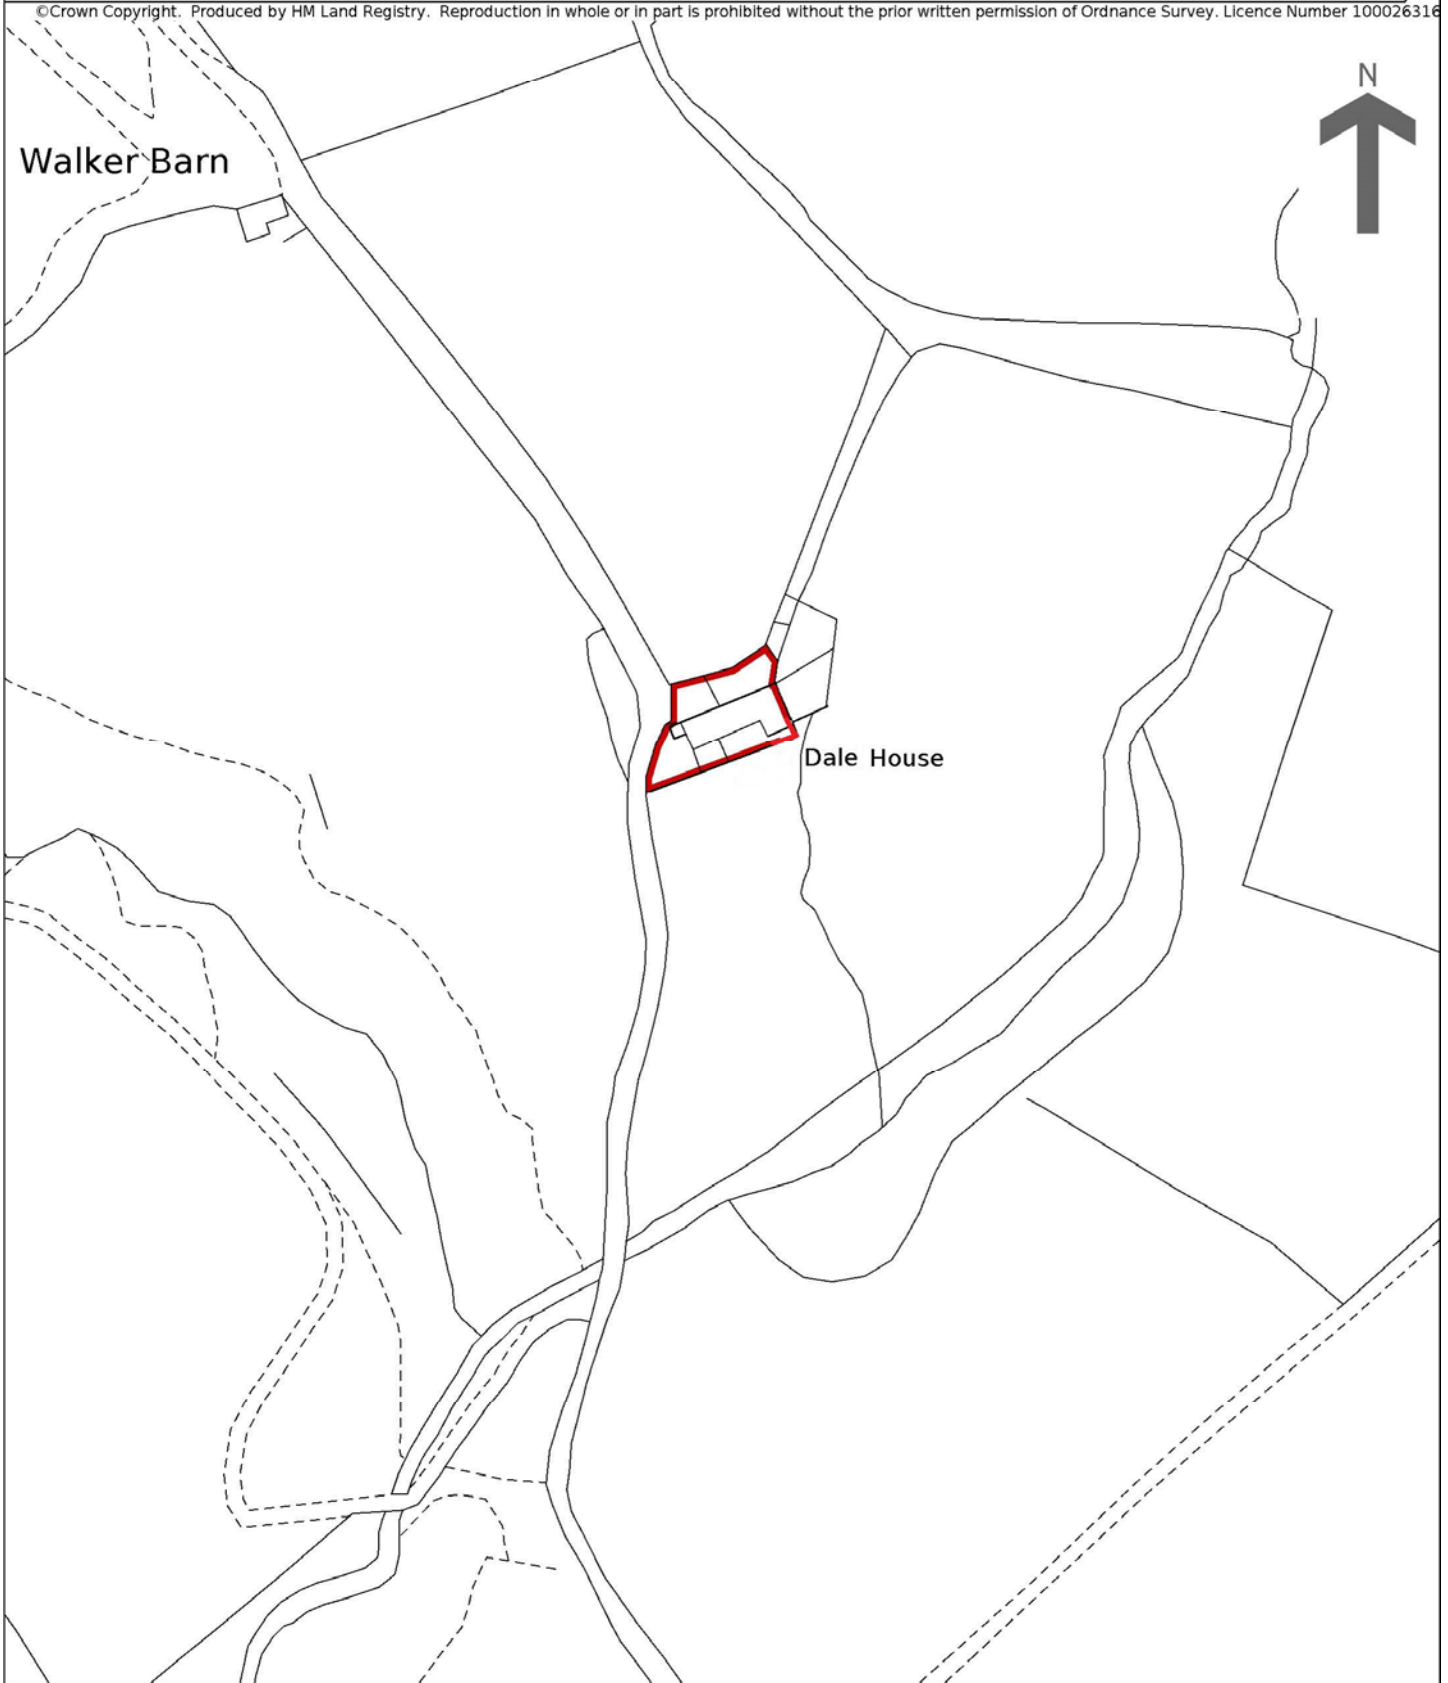 ©Crown Copyright. Produced by HM Land Registry. Reproduction in whole or in part is prohibited without the prior written permission of Ordnance Survey. Licence Number 100026316
N
Walker Barn
Dale House